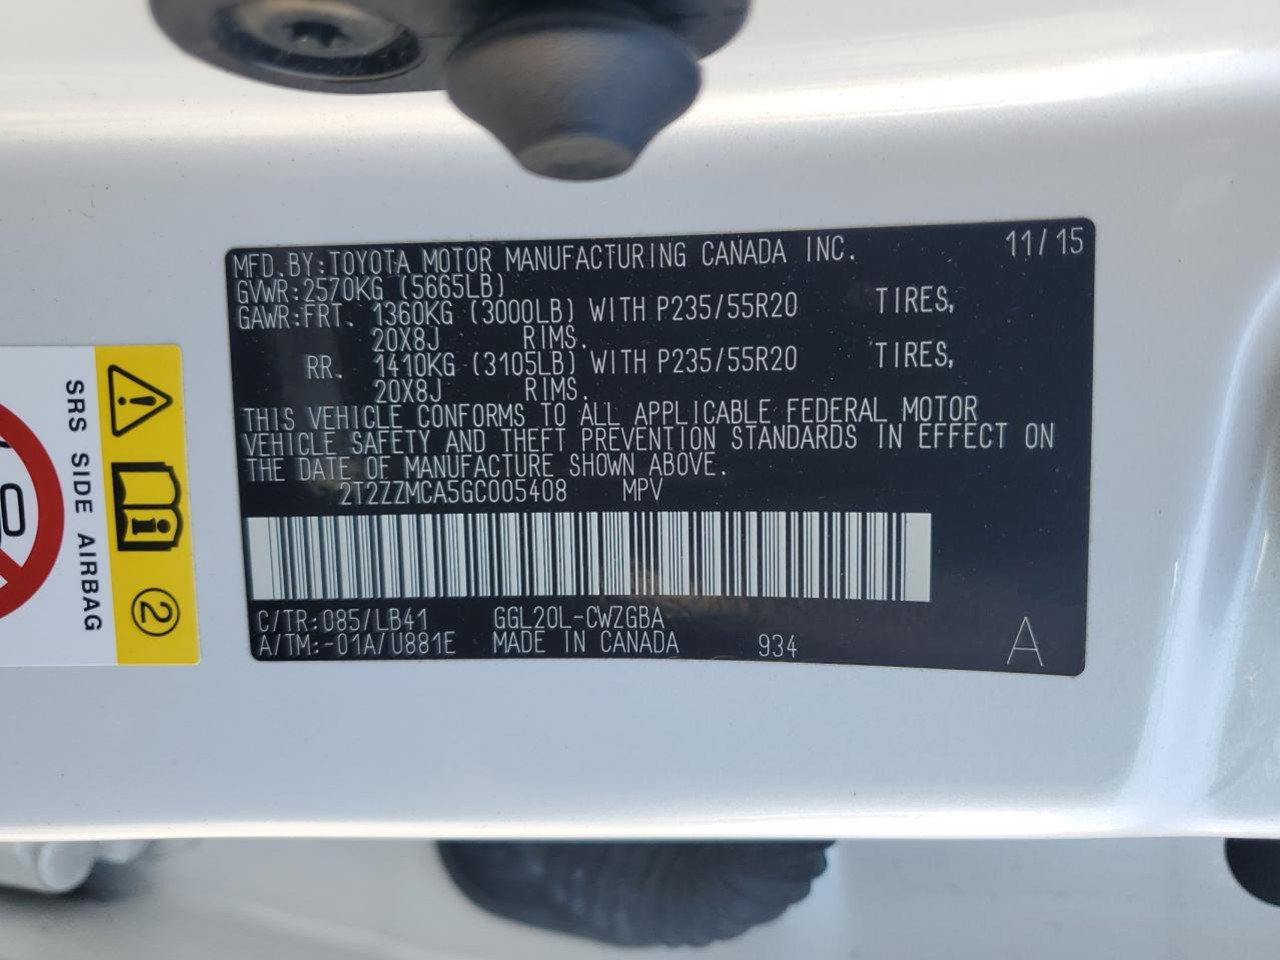 MFD.BY:TOYOTA MOTOR MANUFACTURING CANADA INC. 11/15
GVWR:2570KG (5665LB)
GAWR:FRT. 1360KG (3000LB) WITH P235/55R20 TIRES,
20X8J RIMS.
RR. 1410KG (3105LB) WITH P235/55R20 TIRES,
20X8J RIMS.
THIS VEHICLE CONFORMS TO ALL APPLICABLE FEDERAL MOTOR
VEHICLE SAFETY AND THEFT PREVENTION STANDARDS IN EFFECT ON
THE DATE OF MANUFACTURE SHOWN ABOVE.
2T2ZZMCA5GC005408 MPV
C/TR:085/LB41 GGL20L-CWZGBA
A/TM:-01A/U881E MADE IN CANADA 934 A
SRS SIDE AIRBAG
2